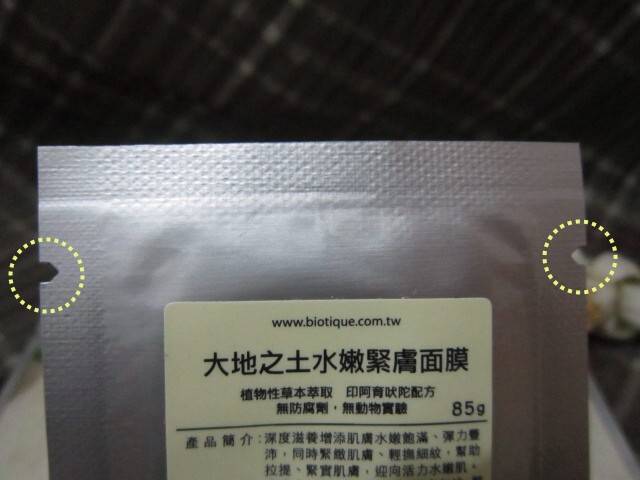 www.biotique.com.tw
大地之土水嫩緊膚面膜
植物性草本萃取　印阿育吠陀配方
無防腐劑，無動物實驗　85g
產品簡介：深度滋養增添肌膚水嫩飽滿、彈力豐
沛，同時緊緻肌膚、輕撫細紋，幫助
拉提、緊實肌膚，迎向活力水嫩肌。